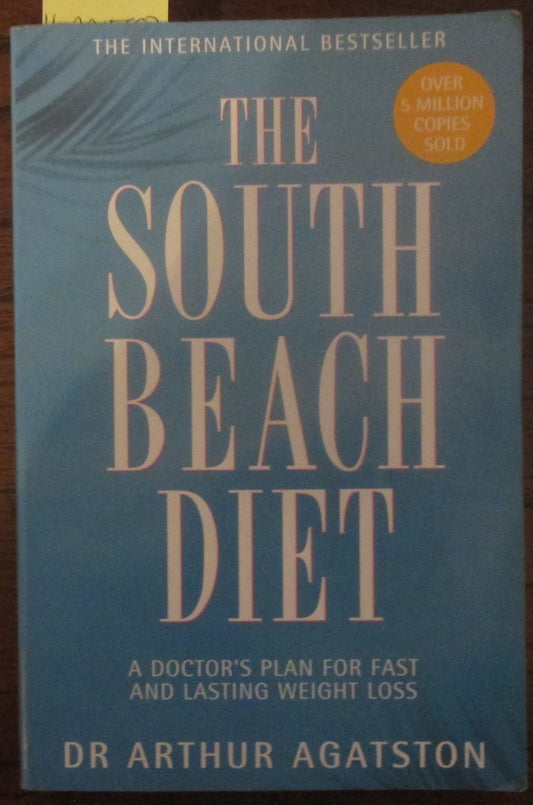 THE INTERNATIONAL BESTSELLER
OVER
5 MILLION
COPIES
SOLD
THE
SOUTH
BEACH
DIET
A DOCTOR'S PLAN FOR FAST
AND LASTING WEIGHT LOSS
DR ARTHUR AGATSTON